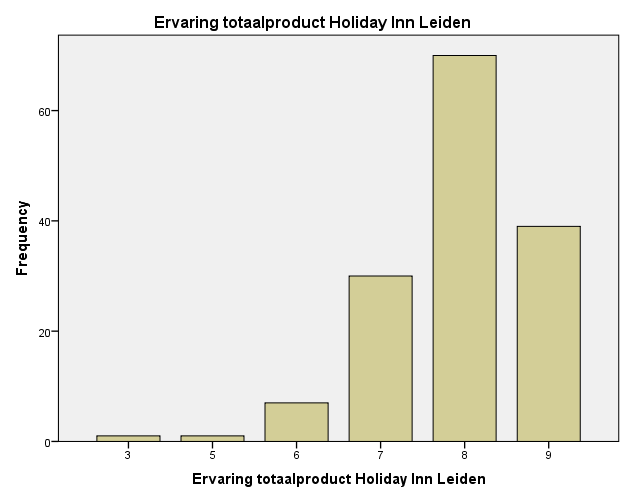 Ervaring totaalproduct Holiday Inn Leiden
Frequency
60
40
20
0
3 5 6 7 8 9
Ervaring totaalproduct Holiday Inn Leiden